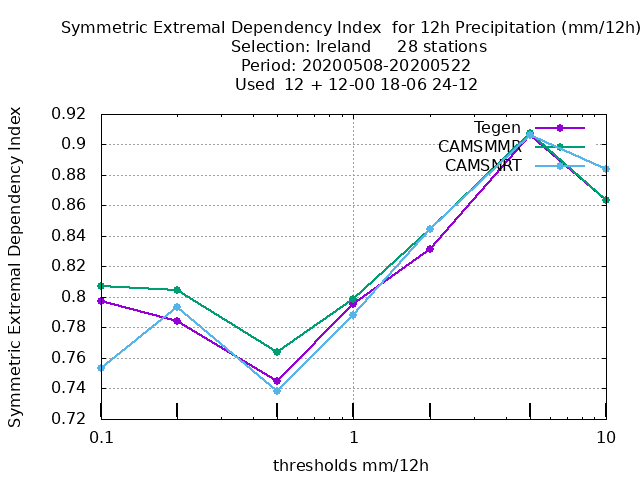 Symmetric Extremal Dependency Index  for 12h Precipitation (mm/12h)
Selection: Ireland     28 stations
Period: 20200508-20200522
Used  12 + 12-00 18-06 24-12
Symmetric Extremal Dependency Index
0.92
0.9
0.88
0.86
0.84
0.82
0.8
0.78
0.76
0.74
0.72
Tegen
CAMSMMR
CAMSNRT
0.1
1
10
thresholds mm/12h